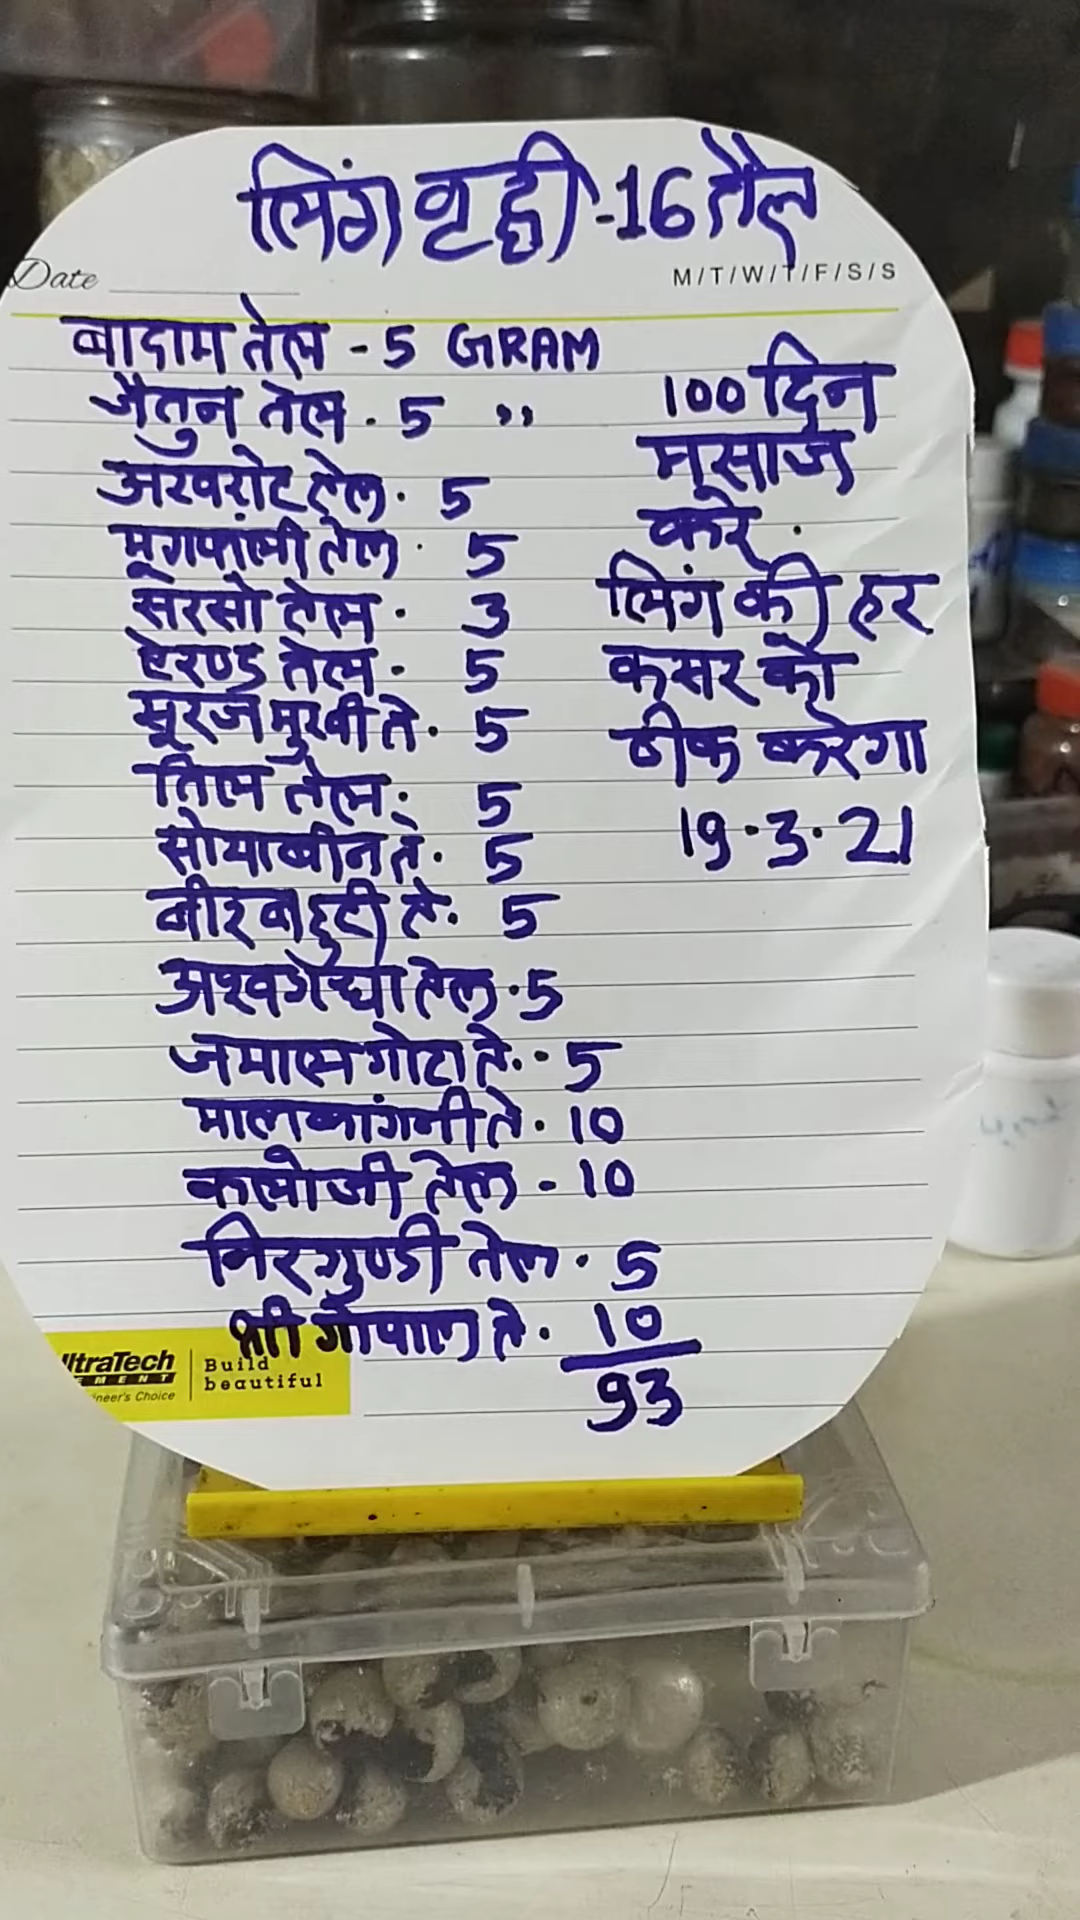 लिंग वृद्धी-16 तैल
Date
M/T/W/T/F/S/S
बादाम तेल - 5 GRAM
जैतुन तेल . 5 ,,
अखरोट तेल . 5
मूगफली तेल . 5
सरसो तेल . 3
ऐरण्ड तेल - 5
सूरजमुखी ते . 5
तिल तेल : 5
सोयाबीन ते . 5
बीरबहुटी ते . 5
अश्वगंधा तेल . 5
जमालगोटा ते . - 5
मालकांगनी ते . 10
कलोंजी तेल - 10
निरगुण्डी तेल . 5
श्री गोपाल ते . 10
93
100 दिन
मसाज
करे .
लिंग की हर
कसर को
ठीक करेगा
19.3.21
UltraTech
CEMENT
Engineer's Choice
Build
beautiful